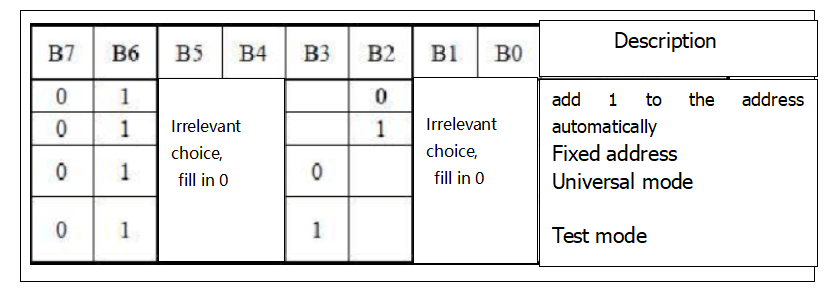 B7 B6 B5 B4 B3 B2 B1 B0 Description
0 1 0
0 1 1
0 1 0
0 1 1
Irrelevant
choice,
fill in 0
Irrelevant
choice,
fill in 0
add 1 to the address
automatically
Fixed address
Universal mode
Test mode